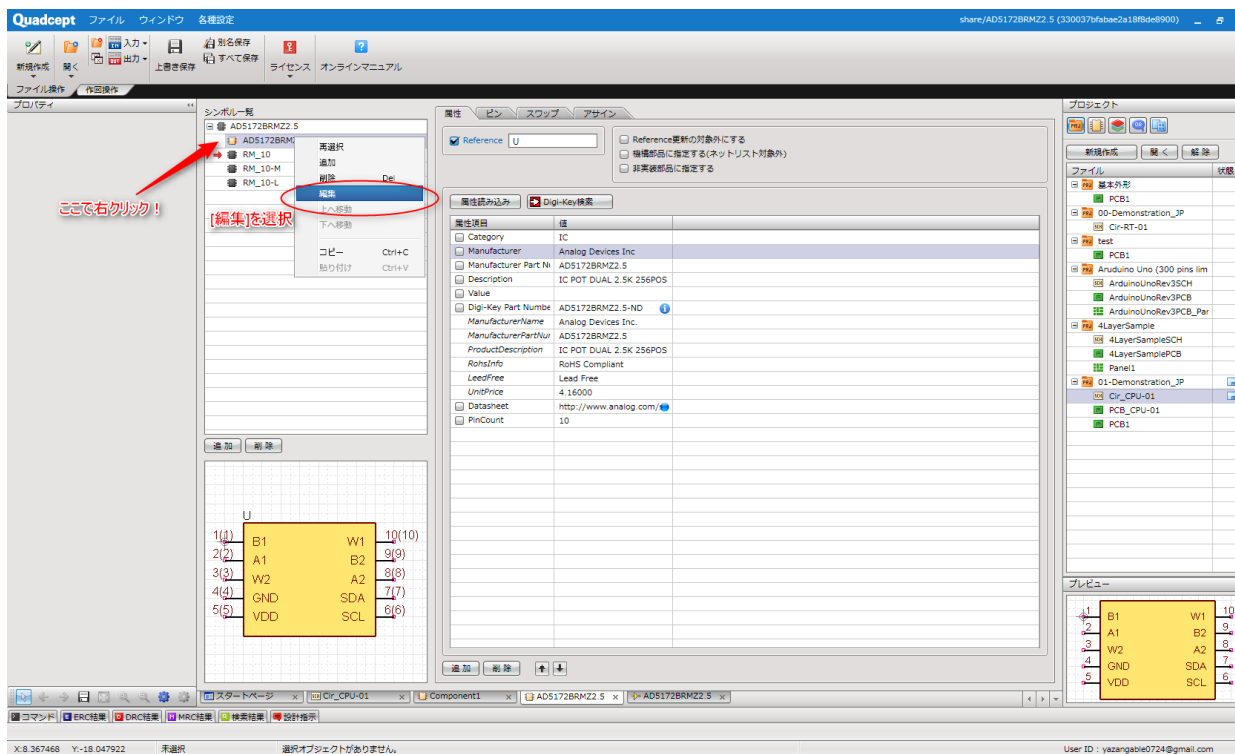 Quadcept ファイル ウィンドウ 各種設定 share/AD5172BRMZ2.5 (330037bfabae2a18f8de8900)
新規作成 開く 入力 出力 上書き保存 別名保存 すべて保存 ライセンス オンラインマニュアル
ファイル操作 作図操作
プロパティ
シンボル一覧
AD5172BRMZ2.5
AD5172BRM
RM_10
RM_10-M
RM_10-L
ここで右クリック！
再選択
追加
削除 Del
編集
上へ移動
下へ移動
コピー Ctrl+C
貼り付け Ctrl+V
[編集]を選択
追加 削除
U
1(1) B1 W1 10(10)
2(2) A1 B2 9(9)
3(3) W2 A2 8(8)
4(4) GND SDA 7(7)
5(5) VDD SCL 6(6)
属性 ピン スワップ アサイン
Reference U
Reference更新の対象外にする
機構部品に指定する(ネットリスト対象外)
非実装部品に指定する
属性読み込み Digi-Key検索
属性項目 値
Category IC
Manufacturer Analog Devices Inc
Manufacturer Part Nu AD5172BRMZ2.5
Description IC POT DUAL 2.5K 256POS
Value
Digi-Key Part Numbe AD5172BRMZ2.5-ND
ManufacturerName Analog Devices Inc.
ManufacturerPartNur AD5172BRMZ2.5
ProductDescription IC POT DUAL 2.5K 256POS
RohsInfo RoHS Compliant
LeedFree Lead Free
UnitPrice 4.16000
Datasheet http://www.analog.com/
PinCount 10
追加 削除
プロジェクト
新規作成 開く 解除
ファイル 状態
基本外形
PCB1
00-Demonstration_JP
Cir-RT-01
test
PCB1
Aruduino Uno (300 pins lim
ArduinoUnoRev3SCH
ArduinoUnoRev3PCB
ArduinoUnoRev3PCB_Par
4LayerSample
4LayerSampleSCH
4LayerSamplePCB
Panel1
01-Demonstration_JP
Cir_CPU-01
PCB_CPU-01
PCB1
プレビュー
1 B1 W1 10
2 A1 B2 9
3 W2 A2 8
4 GND SDA 7
5 VDD SCL 6
スタートページ x Cir_CPU-01 x Component1 x AD5172BRMZ2.5 x AD5172BRMZ2.5 x
コマンド ERC結果 DRC結果 MRC結果 検索結果 設計指示
X:8.367468 Y:-18.047922 未選択 選択オブジェクトがありません。 User ID : yazangable0724@gmail.com